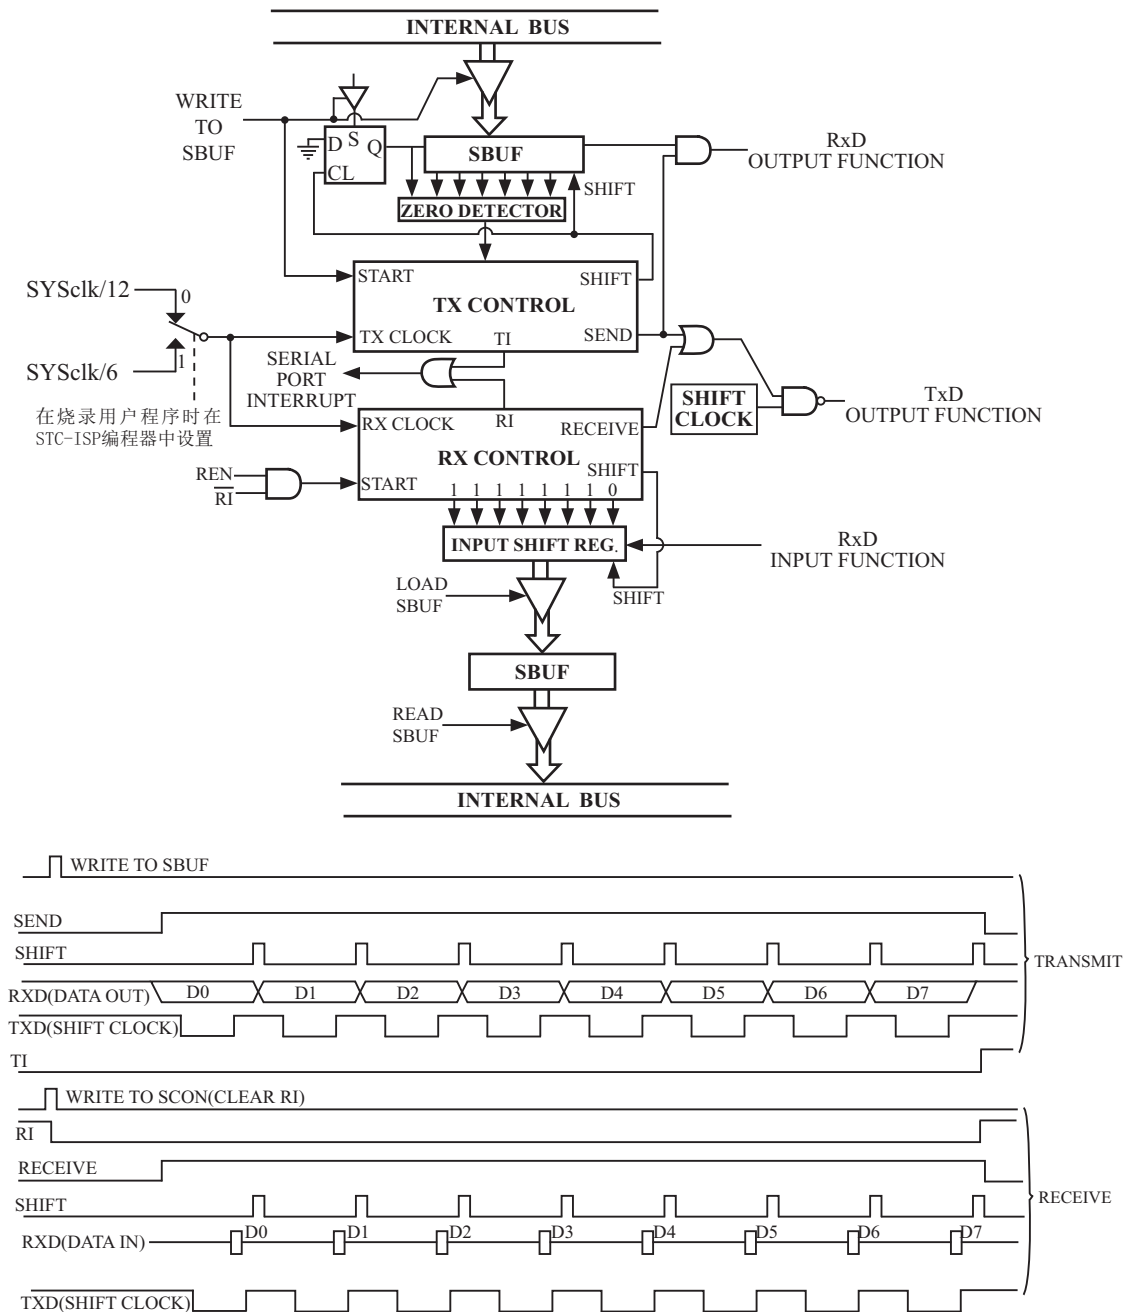 INTERNAL BUS
WRITE
TO
SBUF
D S Q
CL
SBUF
RxD
OUTPUT FUNCTION
SHIFT
ZERO DETECTOR
START
SHIFT
TX CONTROL
SYSclk/12
0
TX CLOCK
TI
SEND
SYSclk/6
1
SERIAL
PORT
INTERRUPT
SHIFT
CLOCK
TxD
OUTPUT FUNCTION
在烧录用户程序时在
STC-ISP编程器中设置
RX CLOCK
RI
RECEIVE
RX CONTROL
SHIFT
REN
RI
START
1 1 1 1 1 1 1 0
INPUT SHIFT REG.
RxD
INPUT FUNCTION
LOAD
SBUF
SHIFT
SBUF
READ
SBUF
INTERNAL BUS
WRITE TO SBUF
SEND
SHIFT
TRANSMIT
RXD(DATA OUT) D0 D1 D2 D3 D4 D5 D6 D7
TXD(SHIFT CLOCK)
TI
WRITE TO SCON(CLEAR RI)
RI
RECEIVE
SHIFT
RECEIVE
RXD(DATA IN) D0 D1 D2 D3 D4 D5 D6 D7
TXD(SHIFT CLOCK)